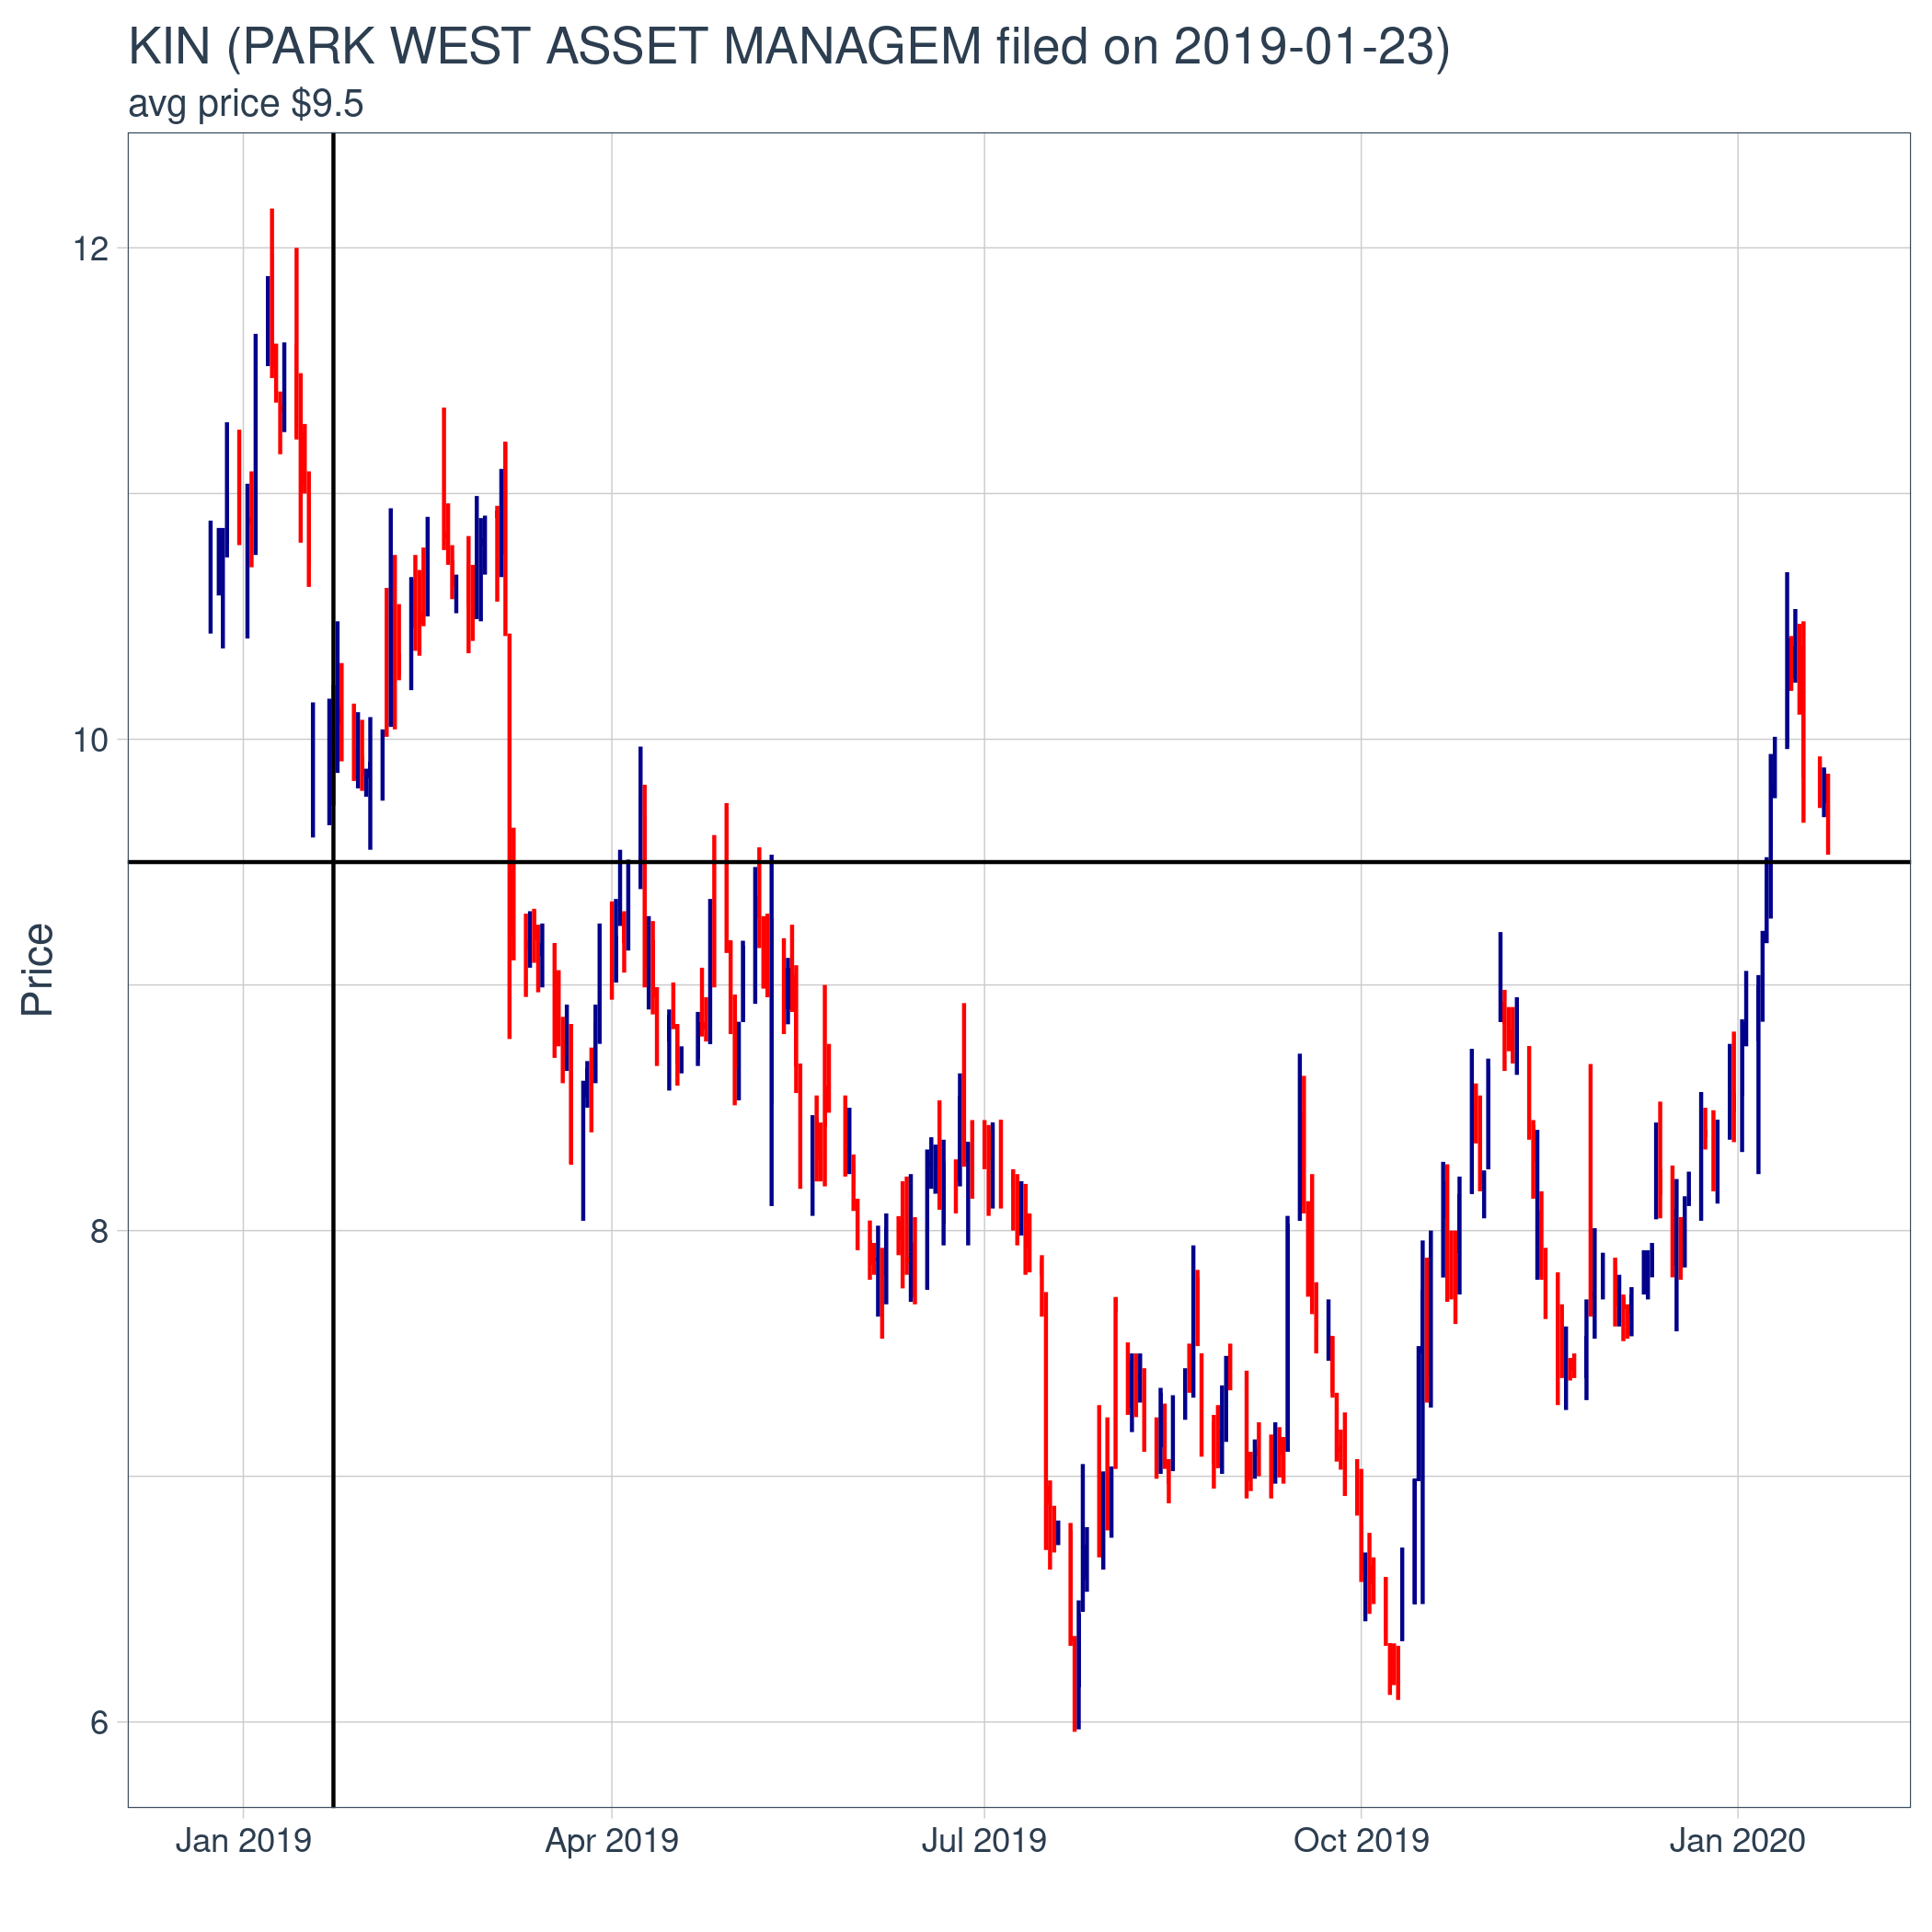 KIN (PARK WEST ASSET MANAGEM filed on 2019-01-23)
avg price $9.5
12
10
8
6
Price
Jan 2019
Apr 2019
Jul 2019
Oct 2019
Jan 2020